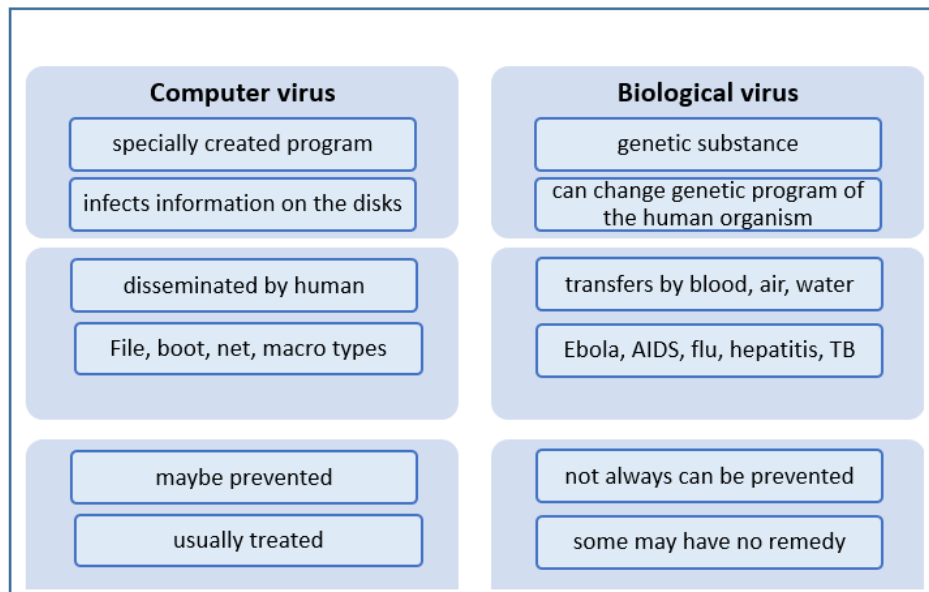 Computer virus
specially created program
infects information on the disks
disseminated by human
File, boot, net, macro types
maybe prevented
usually treated
Biological virus
genetic substance
can change genetic program of
the human organism
transfers by blood, air, water
Ebola, AIDS, flu, hepatitis, TB
not always can be prevented
some may have no remedy